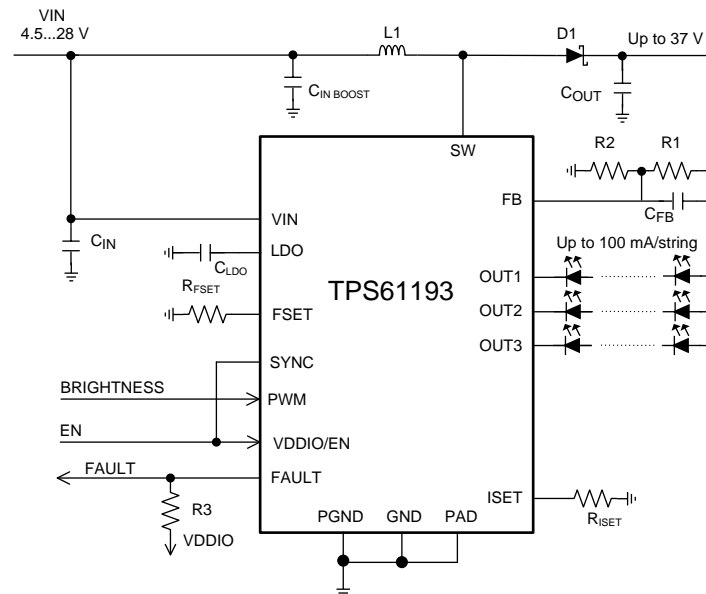 VIN
4.5...28 V
L1
D1
Up to 37 V
C IN BOOST
COUT
R2
R1
SW
FB
CFB
VIN
CIN
LDO
CLDO
Up to 100 mA/string
RFSET
TPS61193
OUT1
FSET
OUT2
OUT3
SYNC
BRIGHTNESS
PWM
EN
VDDIO/EN
FAULT
FAULT
ISET
R3
PGND
GND
PAD
RISET
VDDIO